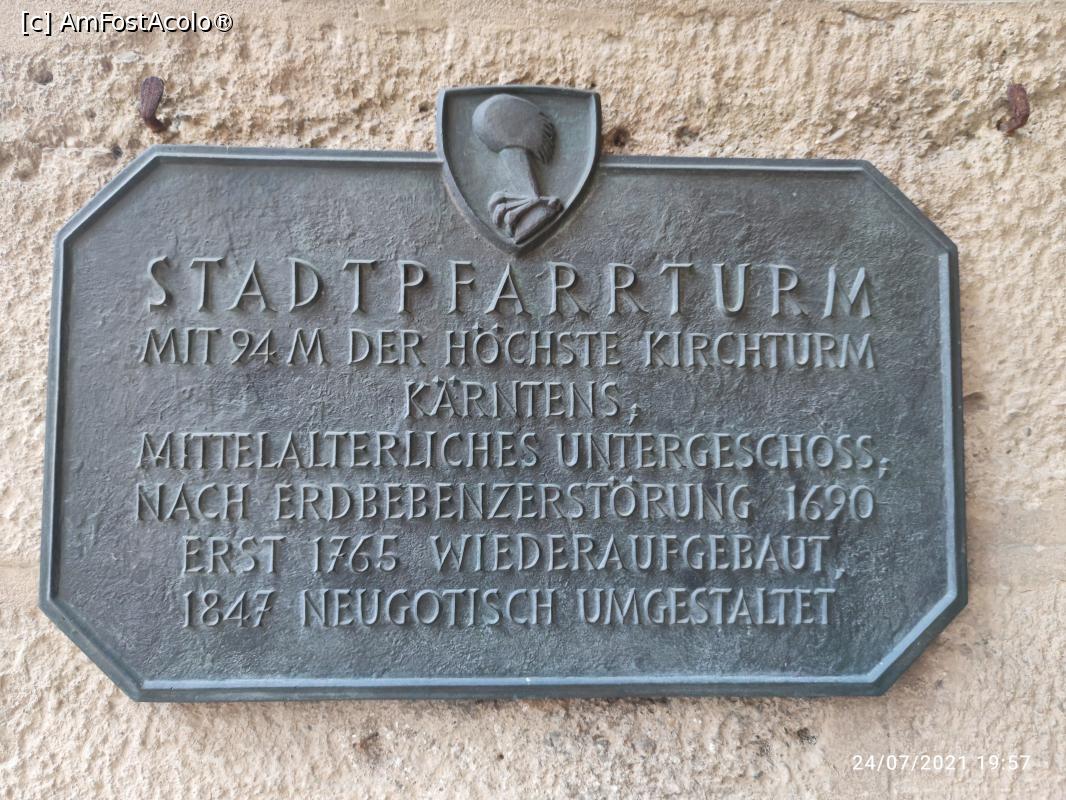 [c] AmFostAcolo®
STADTPFARRTURM
MIT 94 M DER HÖCHSTE KIRCHTURM
KÄRNTENS;
MITTELALTERLICHES UNTERGESCHOSS;
NACH ERDBEBENZERSTÖRUNG 1690
ERST 1765 WIEDERAUFGEBAUT,
1847 NEUGOTISCH UMGESTALTET
24/07/2021 19:57